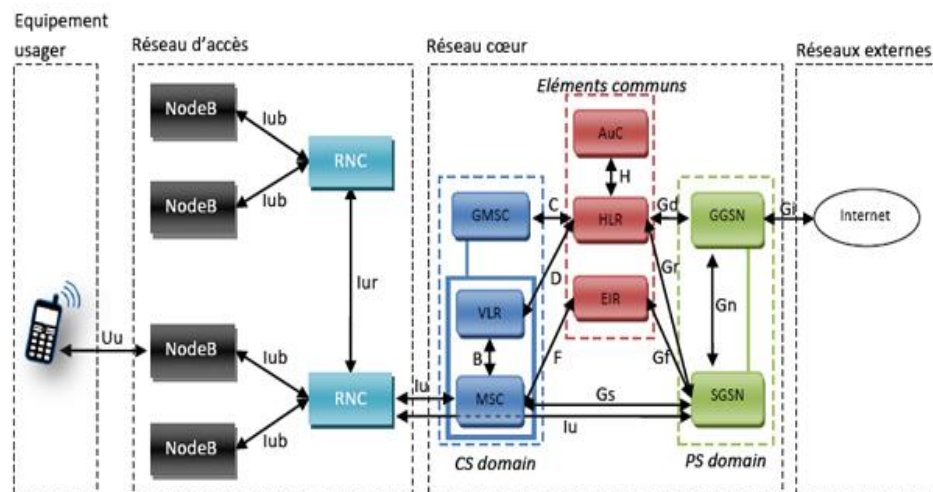 Equipement
usager
Réseau d'accès
Réseau cœur
Réseaux externes
Eléments communs
NodeB
Iub
RNC
Iub
NodeB
Iur
Uu
NodeB
Iub
RNC
Iub
NodeB
Iu
AuC
H
GMSC
C
HLR
Gd
GGSN
Gi
Internet
D
Gr
VLR
EIR
Gn
B
F
Gf
MSC
Gs
SGSN
Iu
CS domain
PS domain